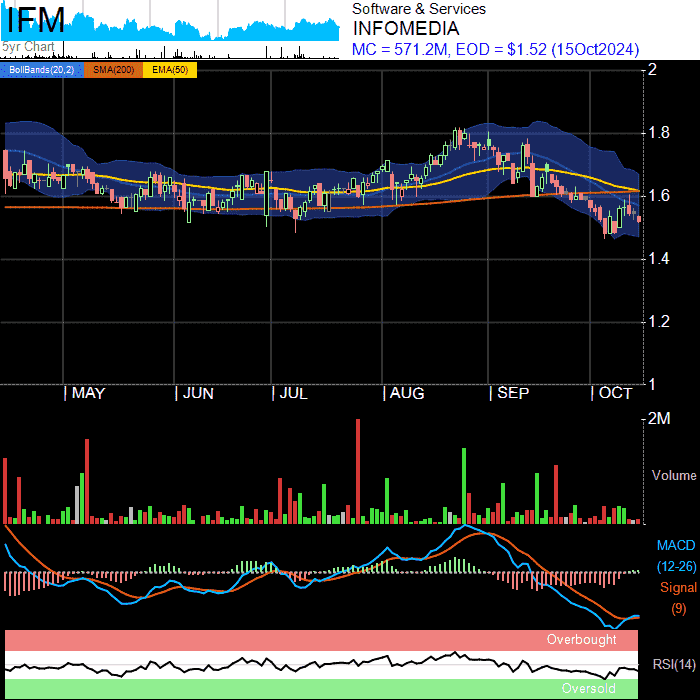 IFM
5yr Chart
Software & Services
INFOMEDIA
MC = 571.2M, EOD = $1.52 (15Oct2024)
BollBands(20,2) SMA(200) EMA(50)
2
1.8
1.6
1.4
1.2
1
| MAY | JUN | JUL | AUG | SEP | OCT
2M
Volume
MACD
(12-26)
Signal
(9)
Overbought
RSI(14)
Oversold